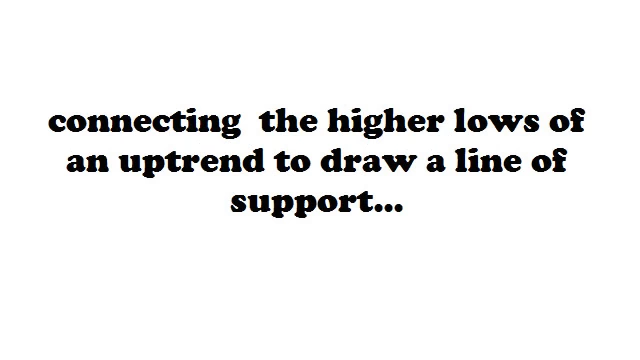 connecting  the higher lows of
an uptrend to draw a line of
support...